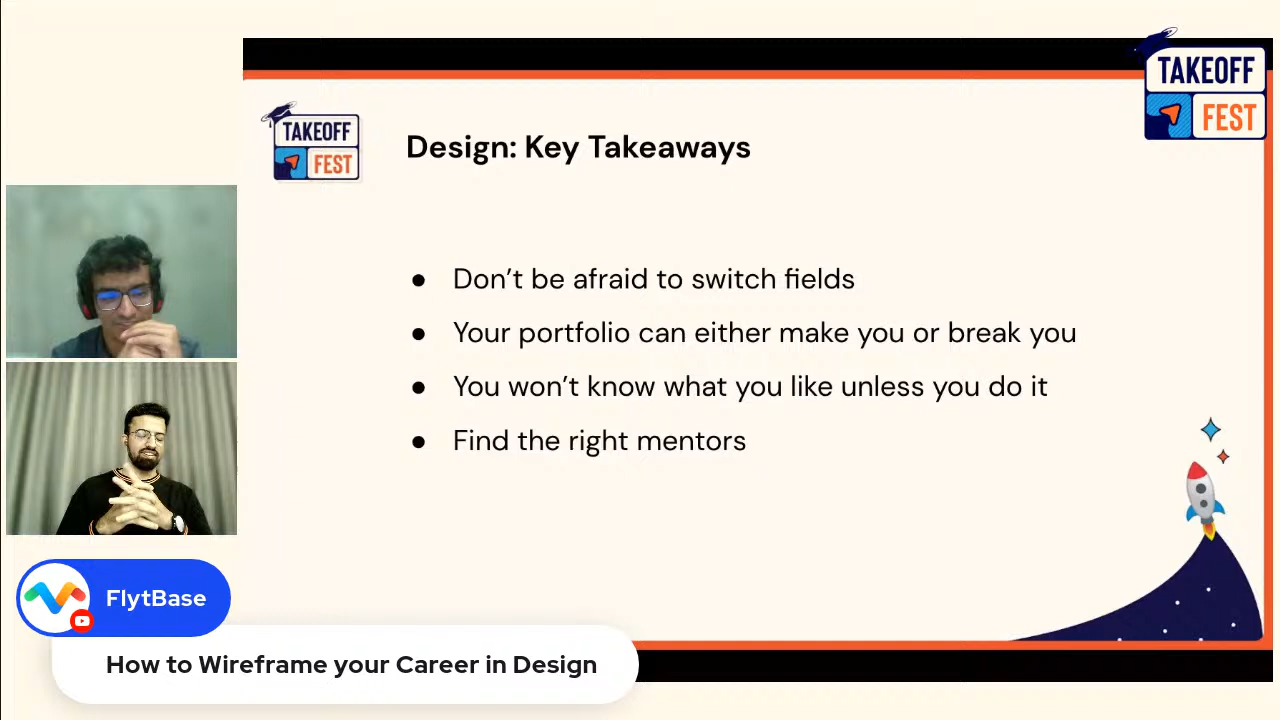 TAKEOFF
FEST
TAKEOFF
FEST
Design: Key Takeaways
● Don’t be afraid to switch fields
● Your portfolio can either make you or break you
● You won’t know what you like unless you do it
● Find the right mentors
FlytBase
How to Wireframe your Career in Design